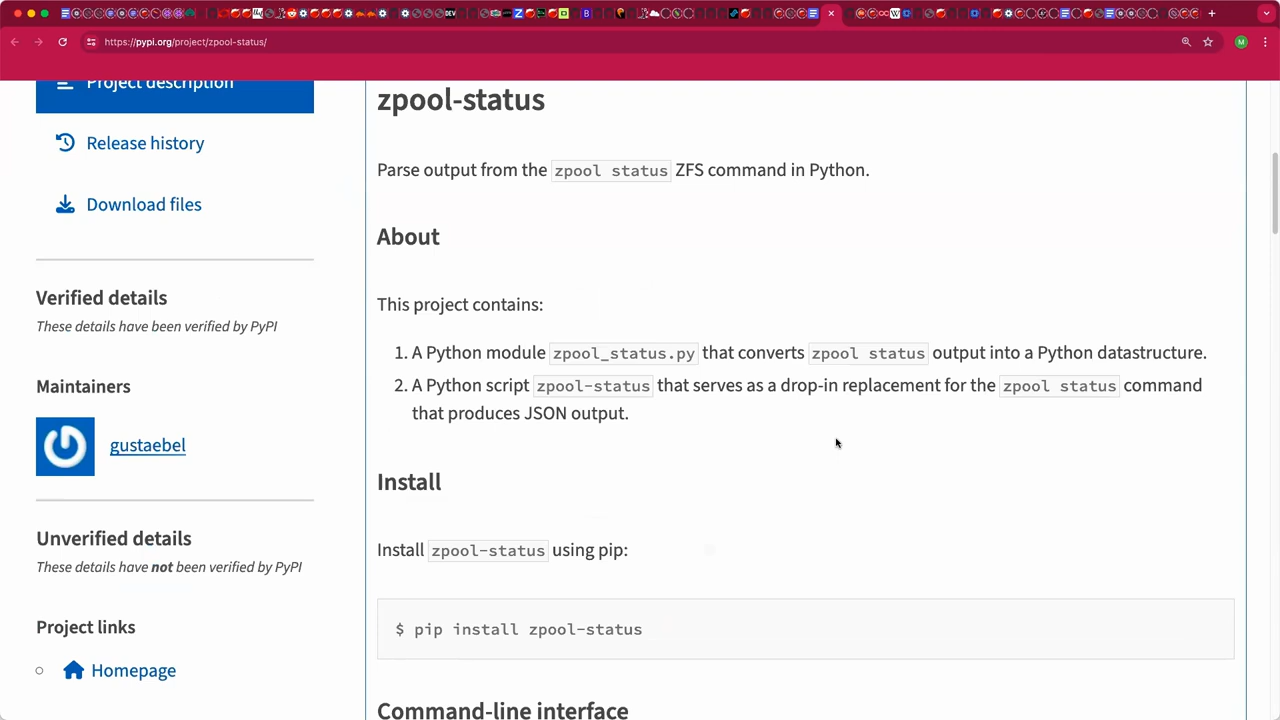 https://pypi.org/project/zpool-status/
M
Project description
Release history
Download files
Verified details
These details have been verified by PyPI
Maintainers
gustaebel
Unverified details
These details have not been verified by PyPI
Project links
Homepage
zpool-status
Parse output from the zpool status ZFS command in Python.
About
This project contains:
1. A Python module zpool_status.py that converts zpool status output into a Python datastructure.
2. A Python script zpool-status that serves as a drop-in replacement for the zpool status command
that produces JSON output.
Install
Install zpool-status using pip:
$ pip install zpool-status
Command-line interface